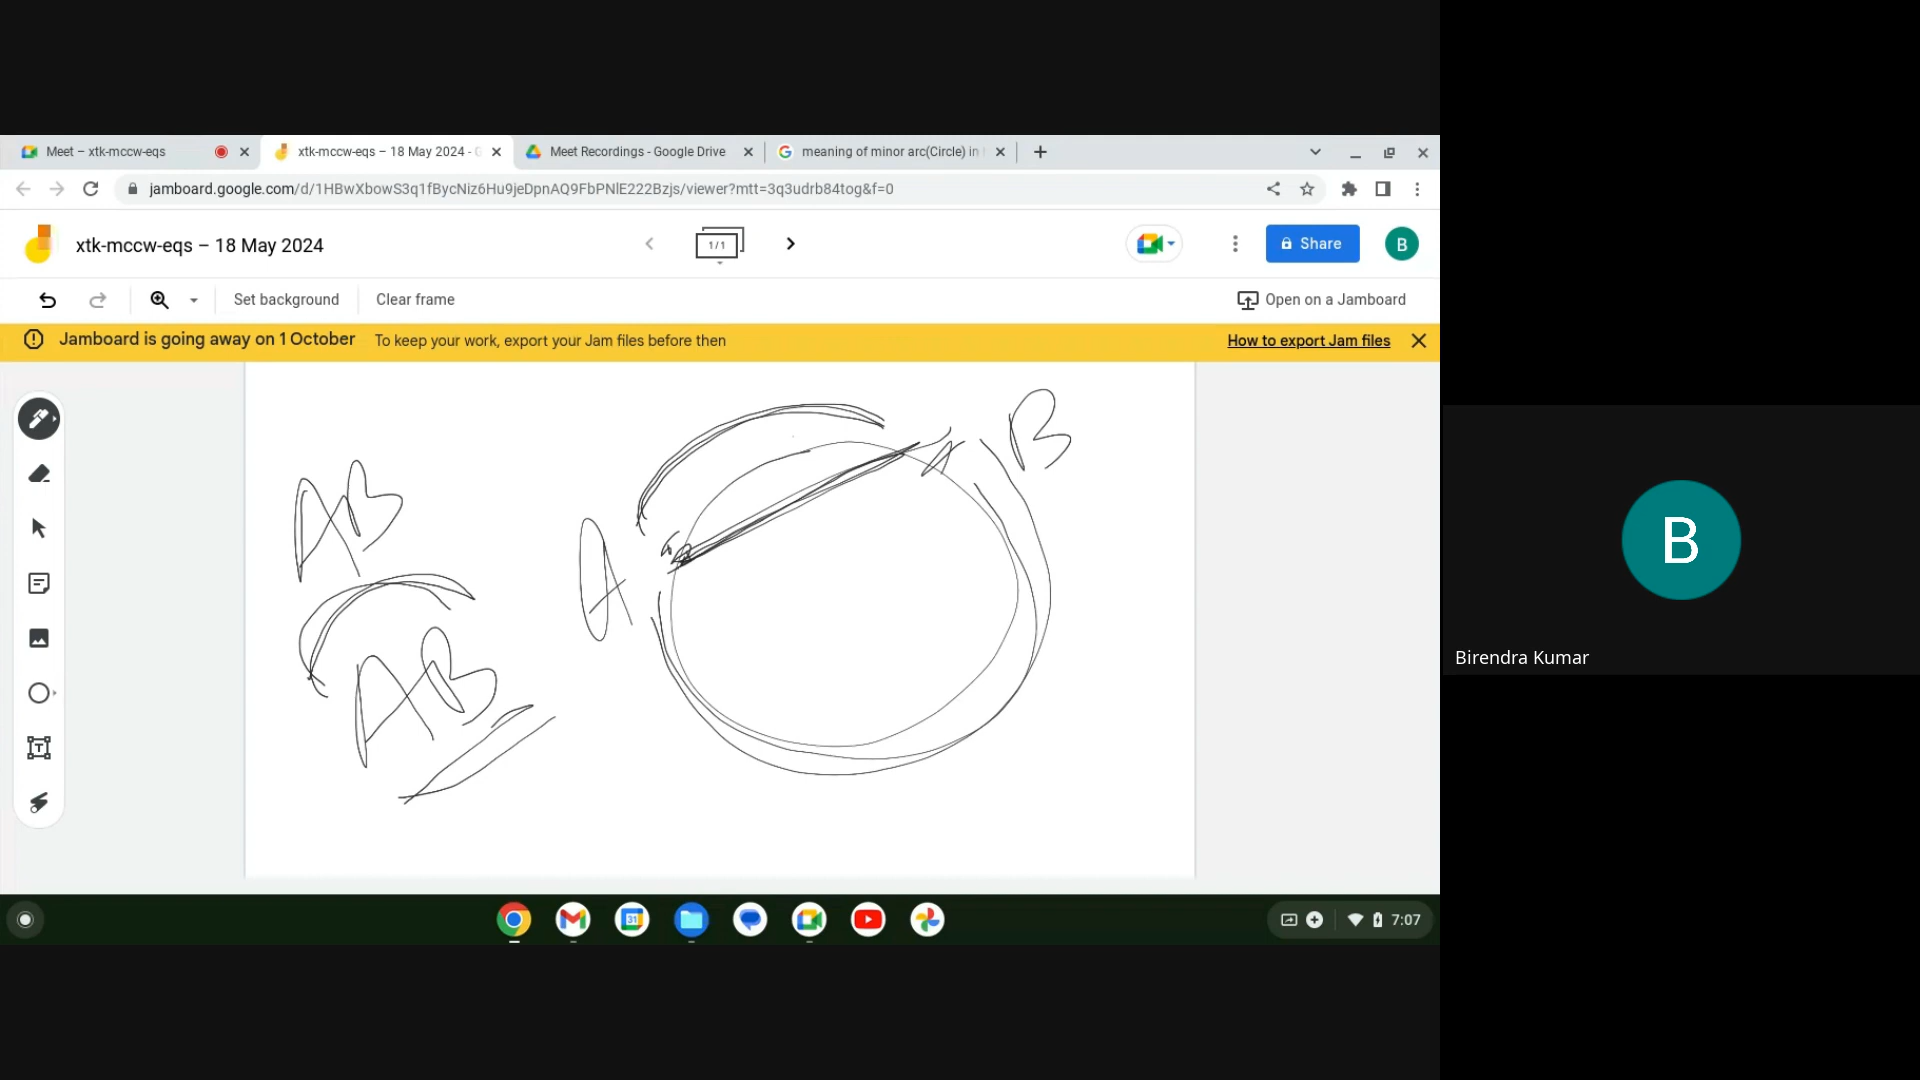 Meet – xtk-mccw-eqs
xtk-mccw-eqs – 18 May 2024 - G
Meet Recordings - Google Drive
meaning of minor arc(Circle) in
jamboard.google.com/d/1HBwXbowS3q1fBycNiz6Hu9jeDpnAQ9FbPNlE222Bzjs/viewer?mtt=3q3udrb84tog&f=0
xtk-mccw-eqs – 18 May 2024
1/1
Share
B
Set background
Clear frame
Open on a Jamboard
Jamboard is going away on 1 October To keep your work, export your Jam files before then
How to export Jam files
B
AB
A
AB
B
Birendra Kumar
31
7:07